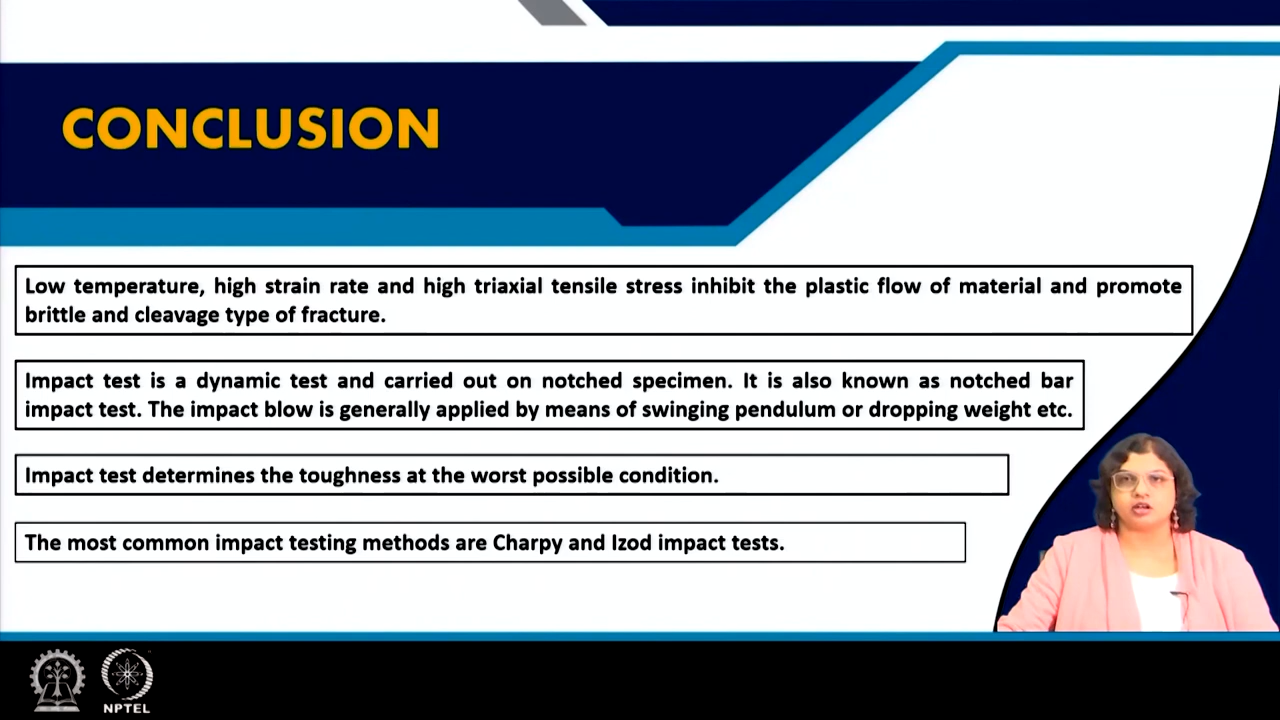 CONCLUSION
Low temperature, high strain rate and high triaxial tensile stress inhibit the plastic flow of material and promote
brittle and cleavage type of fracture.
Impact test is a dynamic test and carried out on notched specimen. It is also known as notched bar
impact test. The impact blow is generally applied by means of swinging pendulum or dropping weight etc.
Impact test determines the toughness at the worst possible condition.
The most common impact testing methods are Charpy and Izod impact tests.
NPTEL